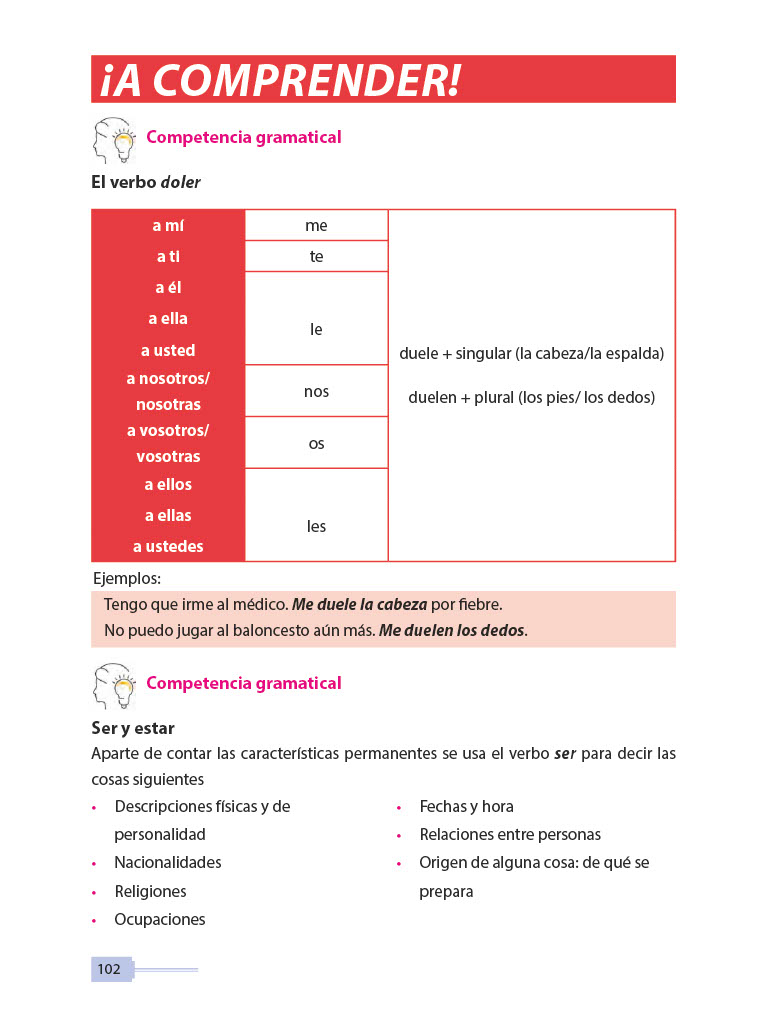 ¡A COMPRENDER!
Competencia gramatical
El verbo doler
a mí
me
a ti
te
a él
a ella
le
a usted
duele + singular (la cabeza/la espalda)
a nosotros/
nosotras
nos
duelen + plural (los pies/ los dedos)
a vosotros/
vosotras
os
a ellos
a ellas
les
a ustedes
Ejemplos:
Tengo que irme al médico. Me duele la cabeza por fiebre.
No puedo jugar al baloncesto aún más. Me duelen los dedos.
Competencia gramatical
Ser y estar
Aparte de contar las características permanentes se usa el verbo ser para decir las
cosas siguientes
• Descripciones físicas y de
personalidad
• Nacionalidades
• Religiones
• Ocupaciones
• Fechas y hora
• Relaciones entre personas
• Origen de alguna cosa: de qué se
prepara
102